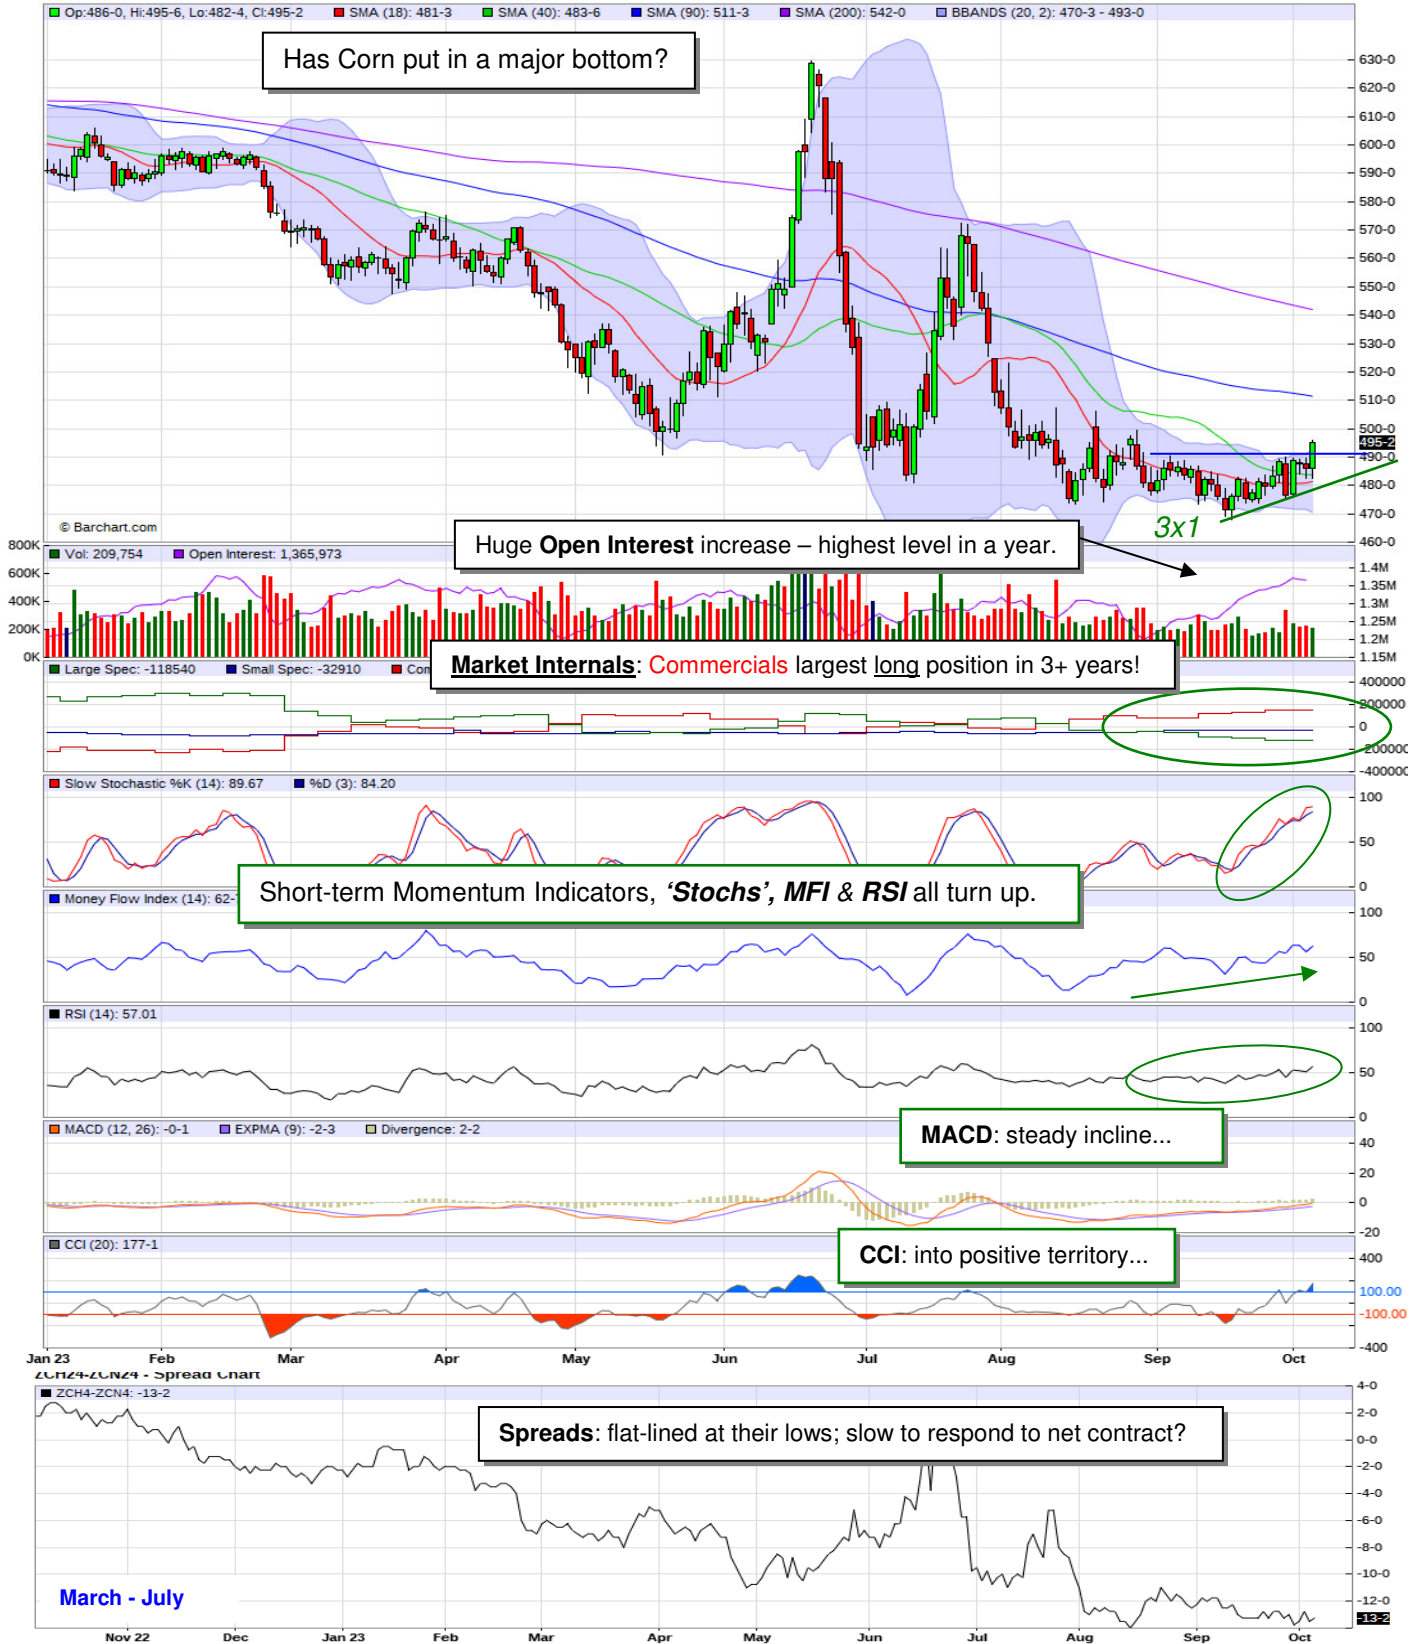 Op:486-0, Hi:495-6, Lo:482-4, Cl:495-2 SMA (18): 481-3 SMA (40): 483-6 SMA (90): 511-3 SMA (200): 542-0 BBANDS (20, 2): 470-3 - 493-0
Has Corn put in a major bottom?
630-0
620-0
610-0
600-0
590-0
580-0
570-0
560-0
550-0
540-0
530-0
520-0
510-0
500-0
495-2
490-0
480-0
470-0
460-0
3x1
© Barchart.com
Huge Open Interest increase – highest level in a year.
Vol: 209,754 Open Interest: 1,365,973
800K
600K
400K
200K
0K
1.4M
1.35M
1.3M
1.25M
1.2M
1.15M
Market Internals: Commercials largest long position in 3+ years!
Large Spec: -118540 Small Spec: -32910 Com
400000
200000
0
-200000
-400000
Slow Stochastic %K (14): 89.67 %D (3): 84.20
100
50
0
Short-term Momentum Indicators, 'Stochs', MFI & RSI all turn up.
Money Flow Index (14): 62-
100
50
0
RSI (14): 57.01
100
50
0
MACD: steady incline...
MACD (12, 26): -0-1 EXPMA (9): -2-3 Divergence: 2-2
40
20
0
-20
CCI: into positive territory...
CCI (20): 177-1
400
100.00
-100.00
-400
Jan 23 Feb Mar Apr May Jun Jul Aug Sep Oct
ZCH24-ZCN24 - Spread Chart
ZCH4-ZCN4: -13-2
Spreads: flat-lined at their lows; slow to respond to net contract?
4-0
2-0
0-0
-2-0
-4-0
-6-0
-8-0
-10-0
-12-0
-13-2
March - July
Nov 22 Dec Jan 23 Feb Mar Apr May Jun Jul Aug Sep Oct